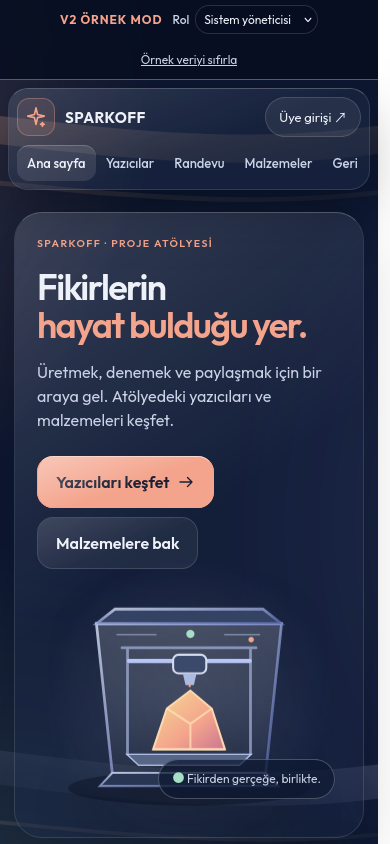 V2 ÖRNEK MOD Rol Sistem yöneticisi
Örnek veriyi sıfırla
SPARKOFF Üye girişi ↗
Ana sayfa Yazıcılar Randevu Malzemeler Geri
SPARKOFF · PROJE ATÖLYESİ
Fikirlerin
hayat bulduğu yer.
Üretmek, denemek ve paylaşmak için bir
araya gel. Atölyedeki yazıcıları ve
malzemeleri keşfet.
Yazıcıları keşfet →
Malzemelere bak
Fikirden gerçeğe, birlikte.